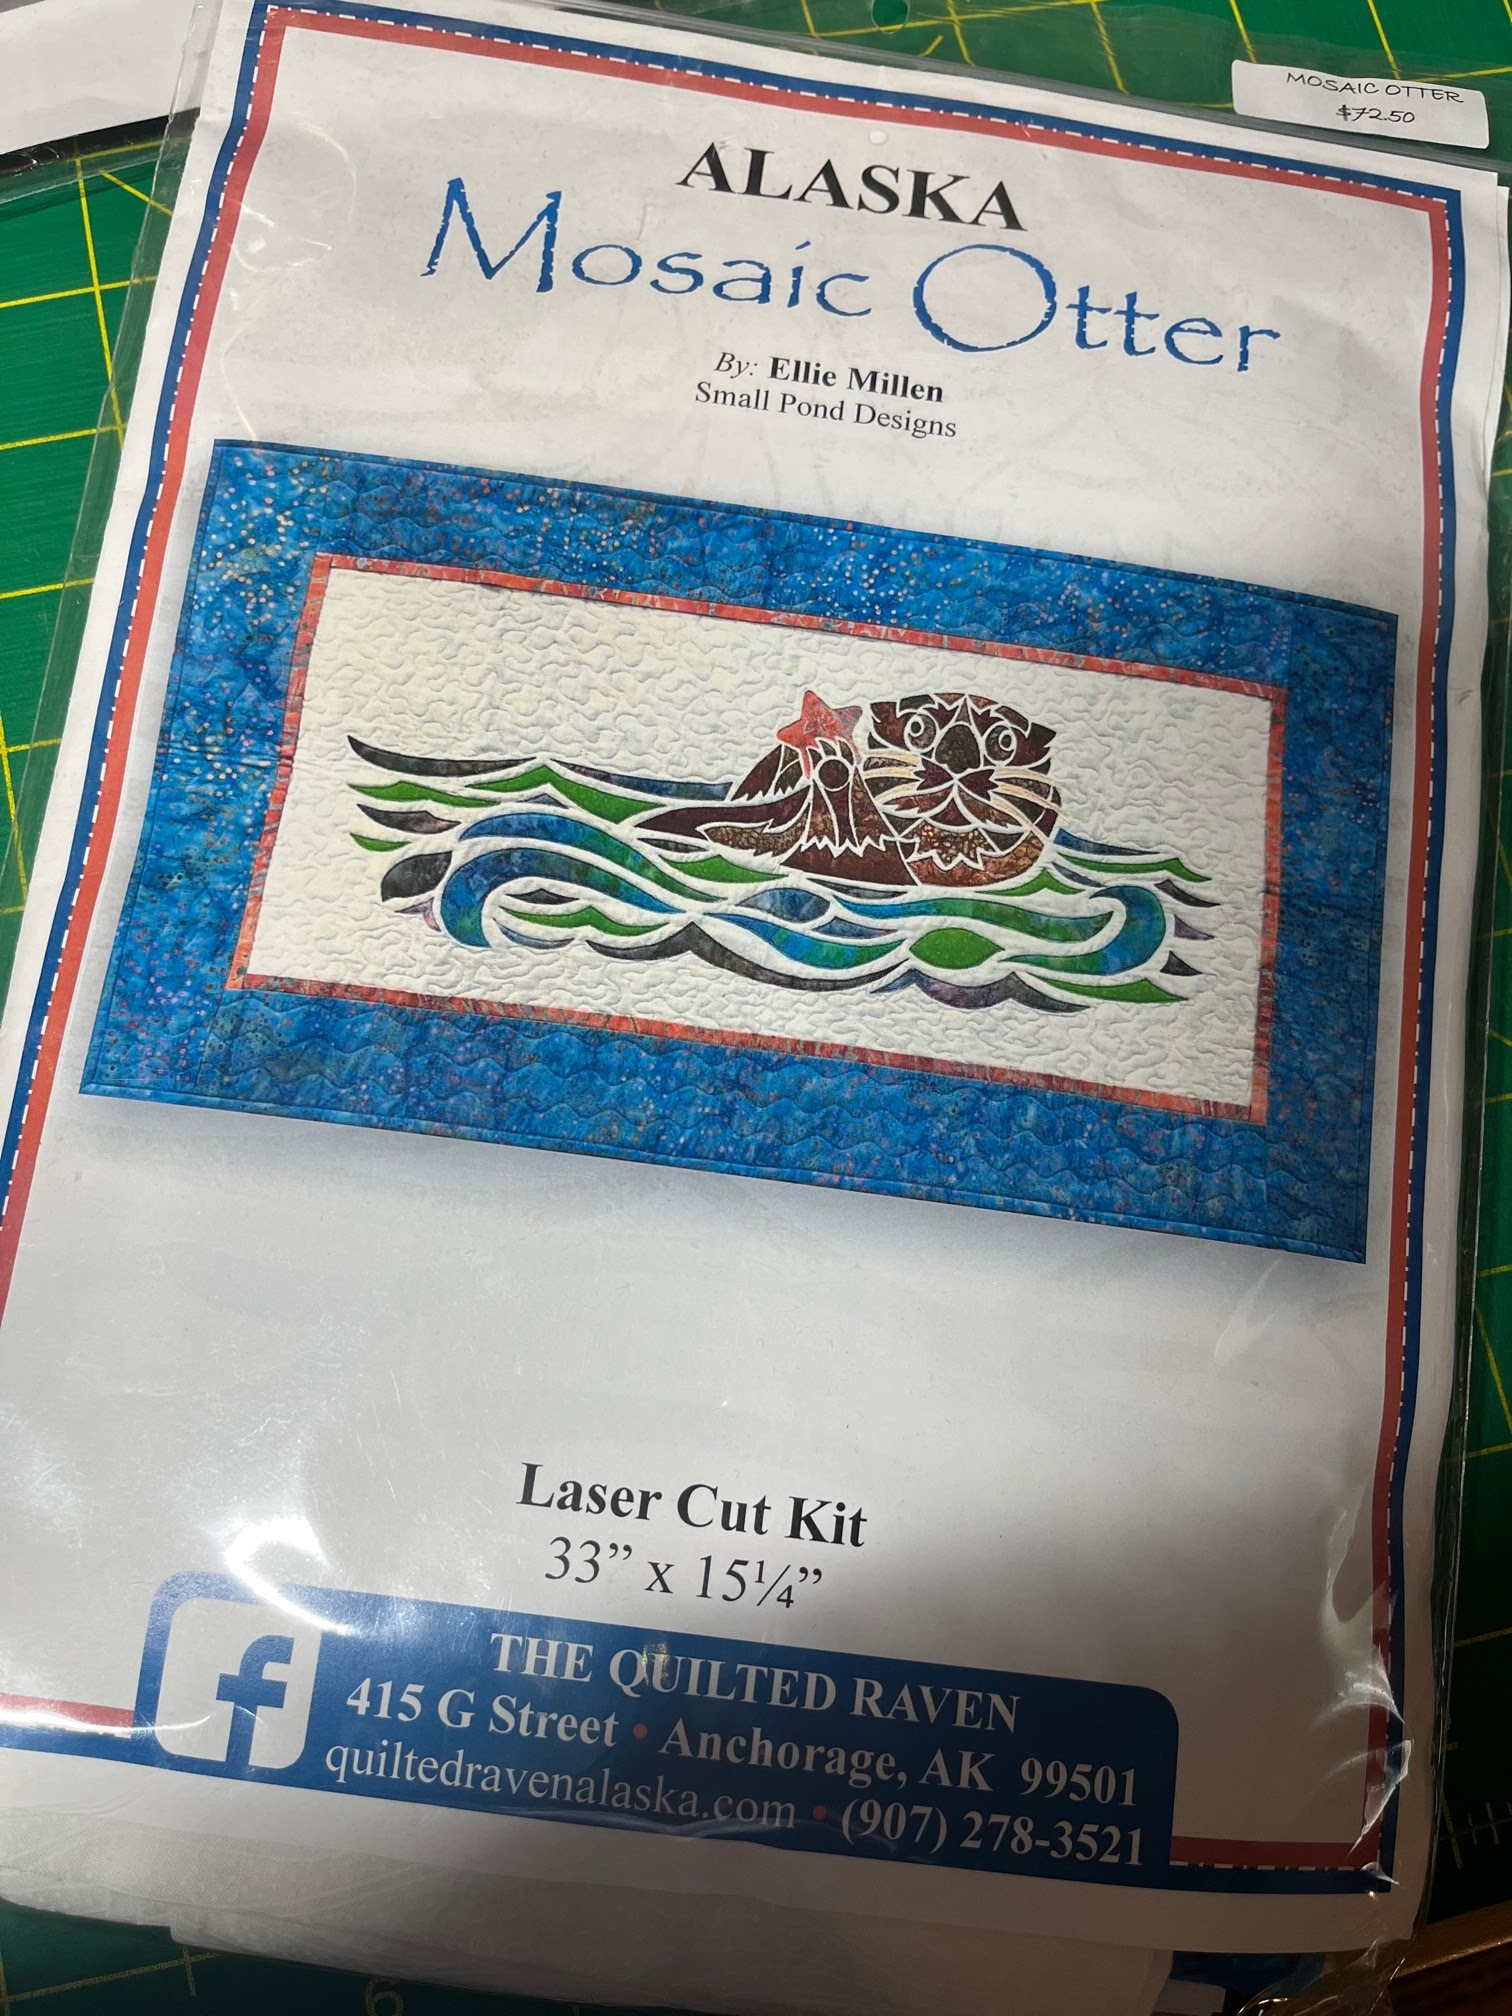 MOSAIC OTTER
$72.50
ALASKA
Mosaic Otter
By: Ellie Millen
Small Pond Designs
Laser Cut Kit
33” x 15¼”
f
THE QUILTED RAVEN
415 G Street • Anchorage, AK 99501
quiltedravenalaska.com • (907) 278-3521
6